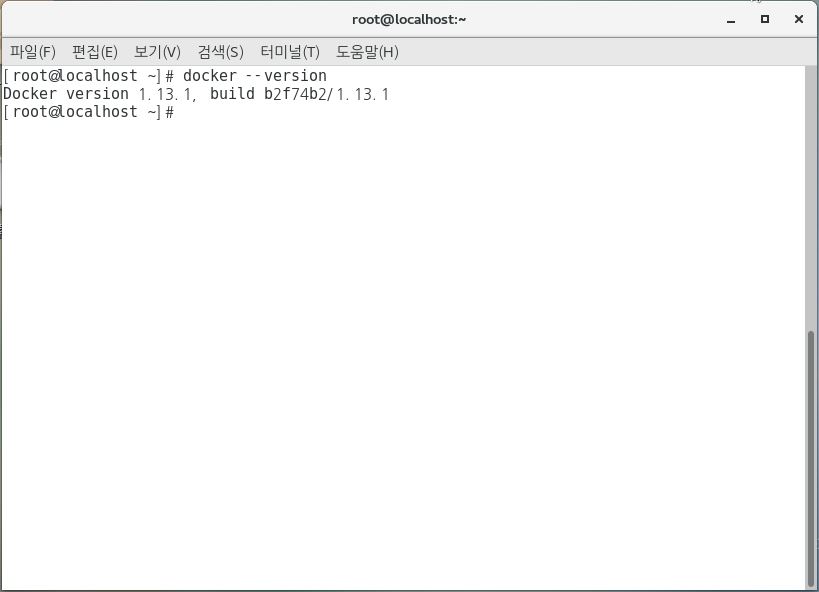 root@localhost:~
파일(F) 편집(E) 보기(V) 검색(S) 터미널(T) 도움말(H)
[root@localhost ~]# docker --version
Docker version 1.13.1, build b2f74b2/1.13.1
[root@localhost ~]#